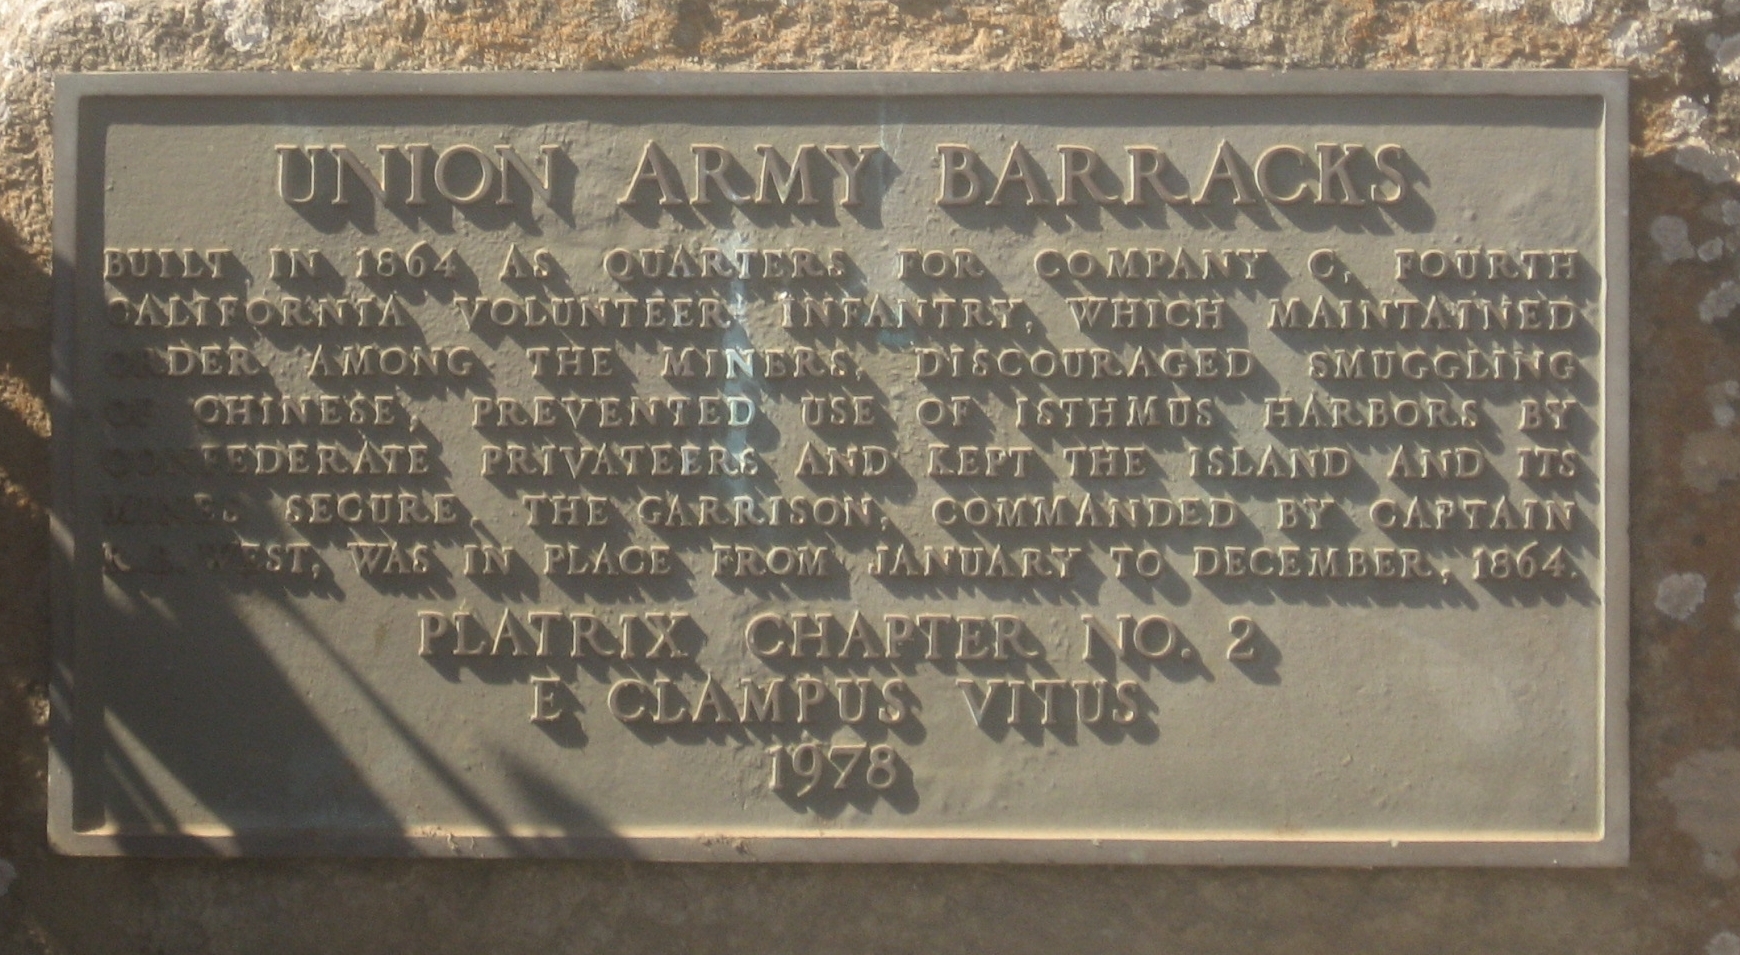 UNION ARMY BARRACKS
BUILT IN 1864 AS QUARTERS FOR COMPANY C, FOURTH
CALIFORNIA VOLUNTEER INFANTRY, WHICH MAINTAINED
ORDER AMONG THE MINERS, DISCOURAGED SMUGGLING
OF CHINESE, PREVENTED USE OF ISTHMUS HARBORS BY
CONFEDERATE PRIVATEERS AND KEPT THE ISLAND AND ITS
MINES SECURE. THE GARRISON, COMMANDED BY CAPTAIN
WEST, WAS IN PLACE FROM JANUARY TO DECEMBER, 1864.
PLATRIX CHAPTER NO. 2
E CLAMPUS VITUS
1978